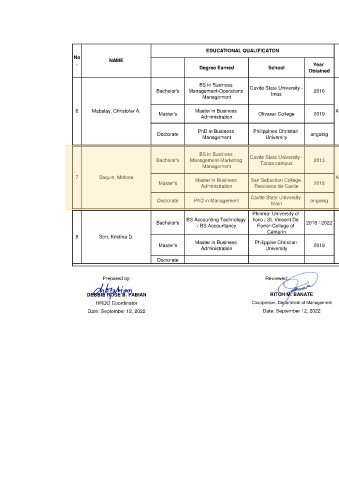 EDUCATIONAL QUALIFICATON
No.
NAME
Degree Earned
School
Year Obtained
6
Mabalay, Christofer A.
Bachelor's
BS in Business Management-Operations Management
Cavite State University - Imus
2016
Master's
Master in Business Administration
Olivarez College
2019
Doctorate
PhD in Business Management
Philippines Christian University
ongoing
7
Bachelor's
BS in Business Management-Marketing Management
Cavite State University - Tanza campus
2013
Master's
Master in Business Administration
San Sebastian College Recoletos de Cavite
2018
Doctorate
PhD in Management
Cavite State University- Main
ongoing
8
Son, Kristina D.
Bachelor's
BS Accounting Technology / BS Accountancy
University of Iloilo / St. Vincent De Ferrer College of Camarin
2016 / 2022
Master's
Master in Business Administration
Philippine Christian University
2019
Doctorate
Prepared by:
Reviewed:
DEBBIE ROSE B. FABIAN
BANATE
HRDO Coordinator
Chairperson, Department of Management
Date: September 12, 2022
Date: September 12, 2022